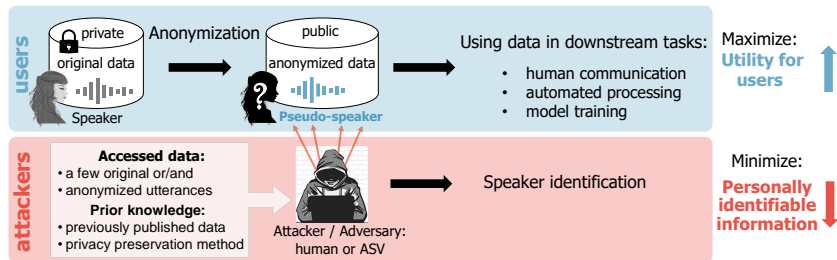 users
private
original data
Speaker
Anonymization
public
anonymized data
?
Pseudo-speaker
Using data in downstream tasks:
• human communication
• automated processing
• model training
Maximize:
Utility for
users
attackers
Accessed data:
• a few original or/and
• anonymized utterances
Prior knowledge:
• previously published data
• privacy preservation method
Attacker / Adversary:
human or ASV
Speaker identification
Minimize:
Personally
identifiable
information